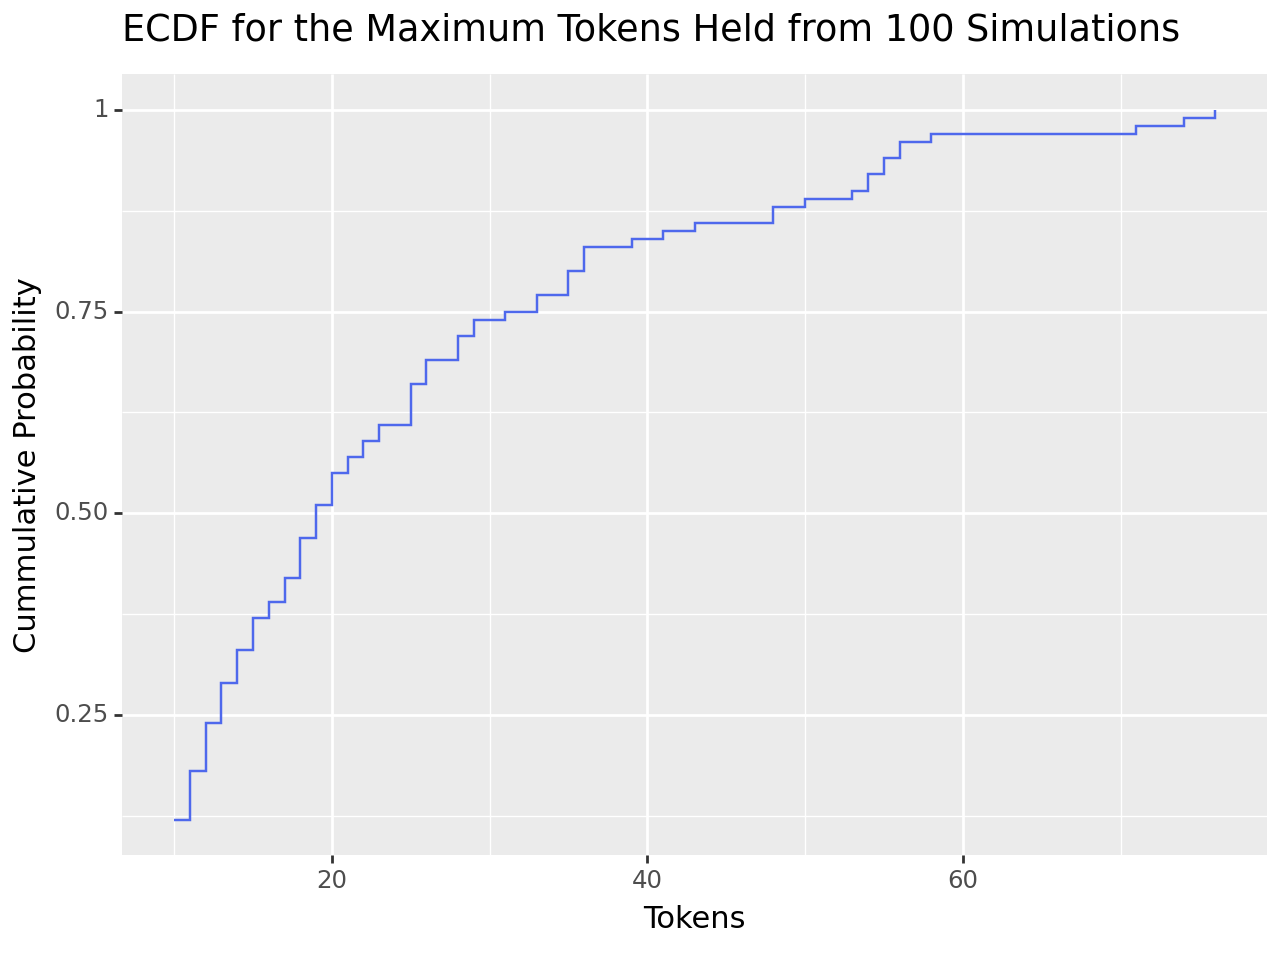 ECDF for the Maximum Tokens Held from 100 Simulations
1
0.75
0.50
0.25
Cummulative Probability
20 40 60
Tokens